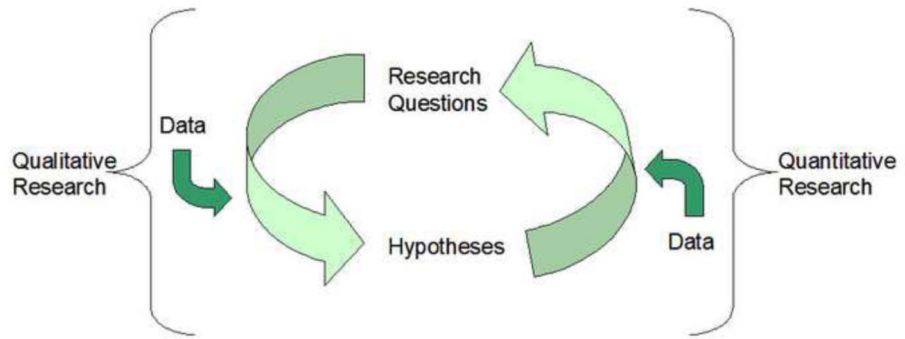 Qualitative
Research
Data
Research
Questions
Hypotheses
Data
Quantitative
Research